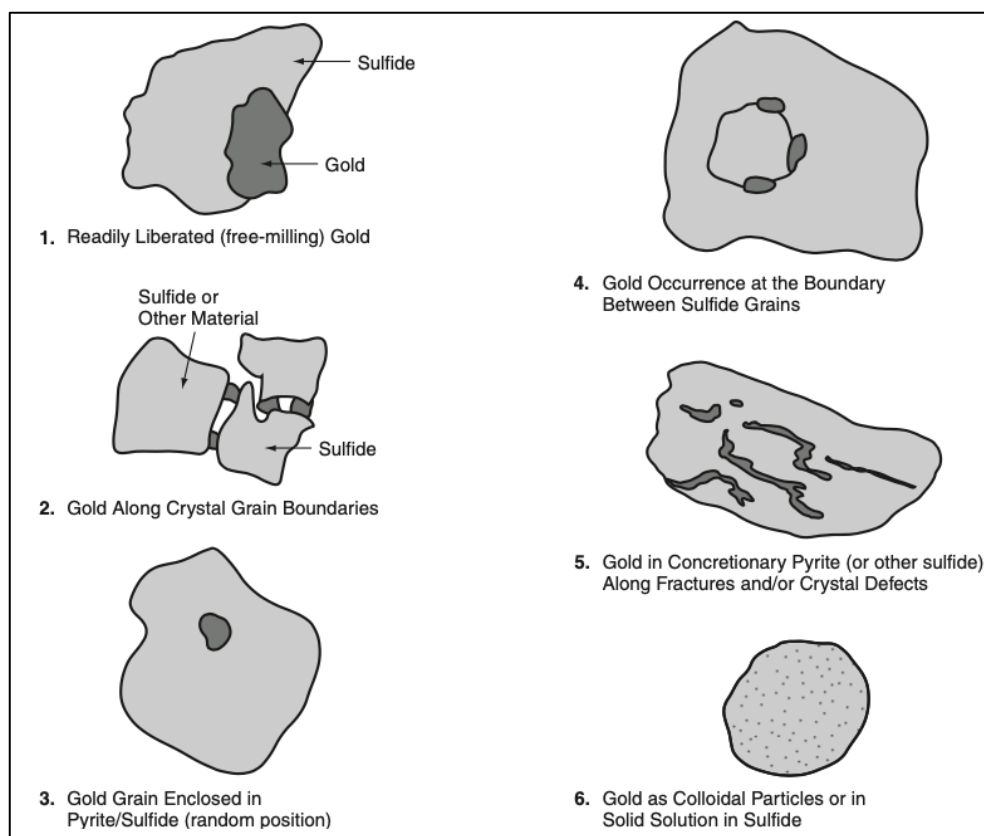 Sulfide
Gold
1. Readily Liberated (free-milling) Gold
Sulfide or
Other Material
Sulfide
2. Gold Along Crystal Grain Boundaries
3. Gold Grain Enclosed in
Pyrite/Sulfide (random position)
4. Gold Occurrence at the Boundary
Between Sulfide Grains
5. Gold in Concretionary Pyrite (or other sulfide)
Along Fractures and/or Crystal Defects
6. Gold as Colloidal Particles or in
Solid Solution in Sulfide